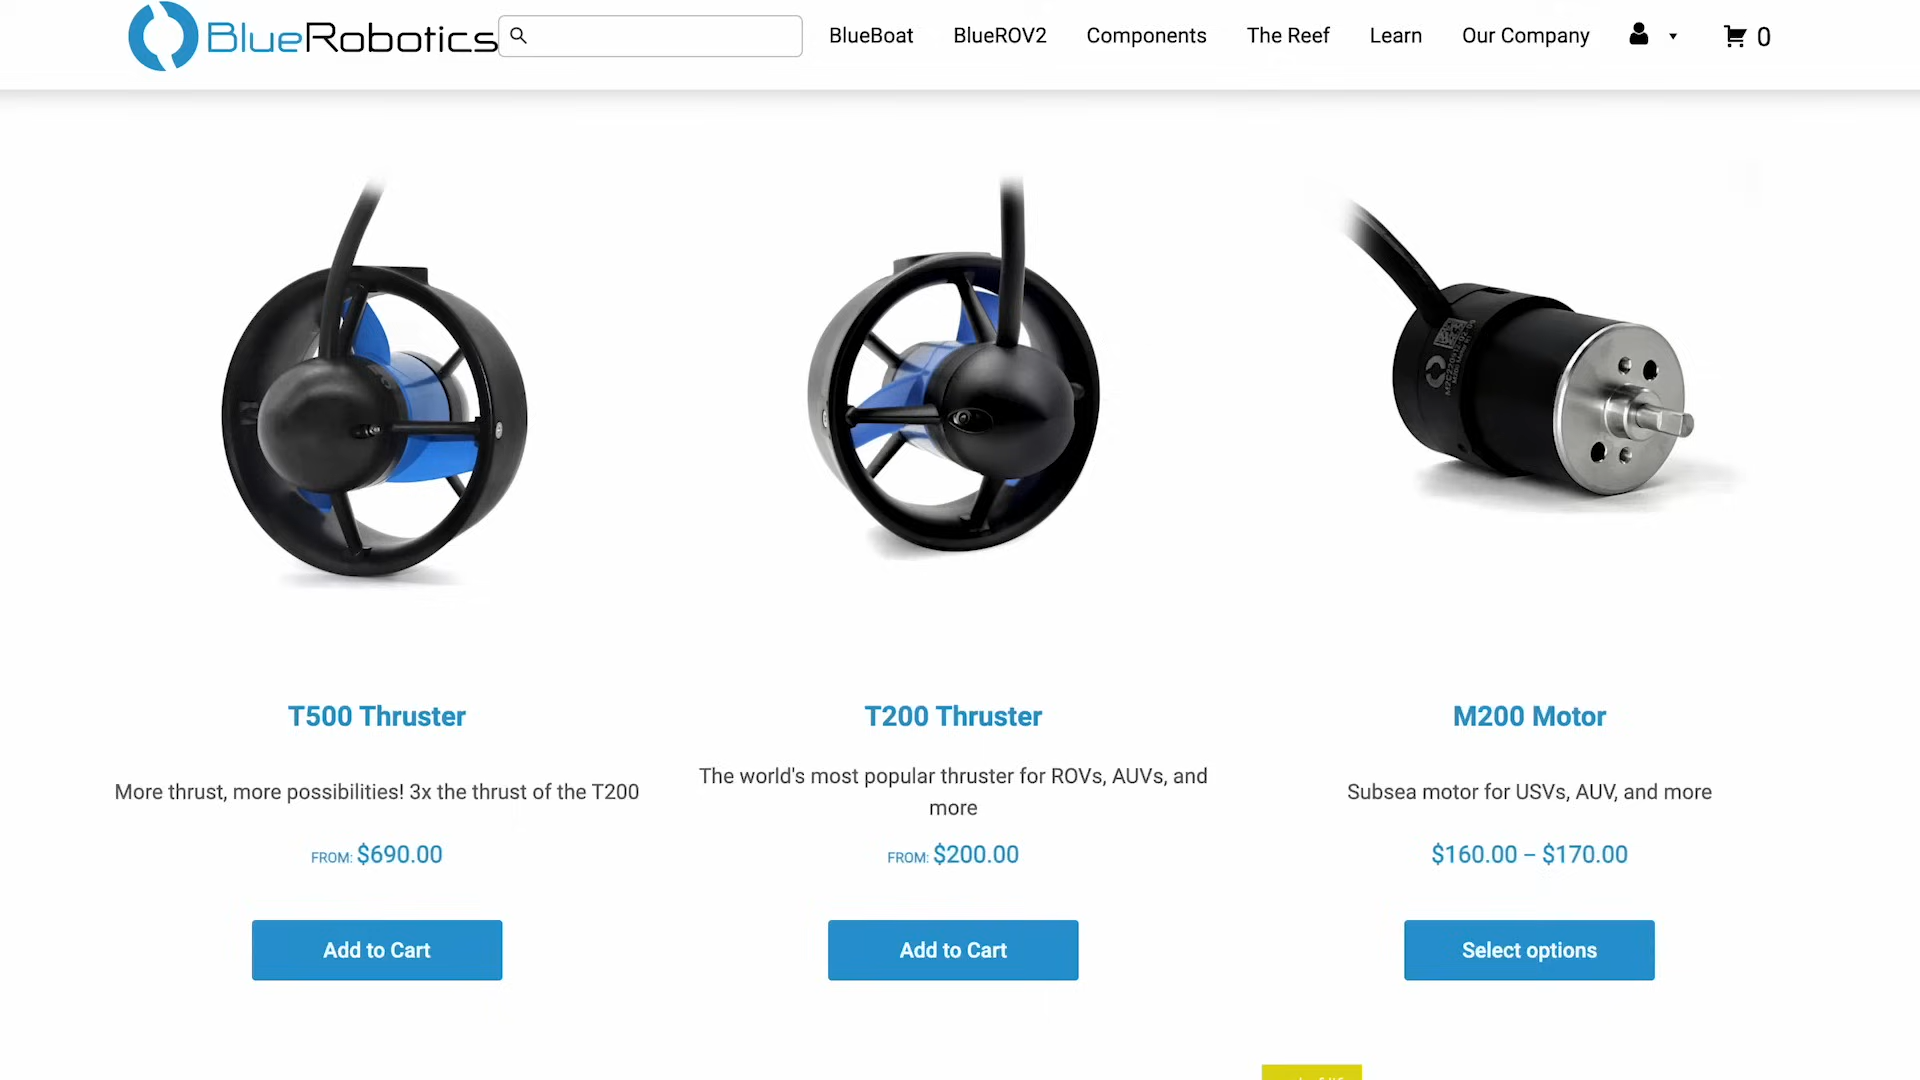 BlueRobotics
BlueBoat
BlueROV2
Components
The Reef
Learn
Our Company
0
T500 Thruster
More thrust, more possibilities! 3x the thrust of the T200
FROM: $690.00
Add to Cart
T200 Thruster
The world's most popular thruster for ROVs, AUVs, and
more
FROM: $200.00
Add to Cart
M200 Motor
Subsea motor for USVs, AUV, and more
$160.00 – $170.00
Select options